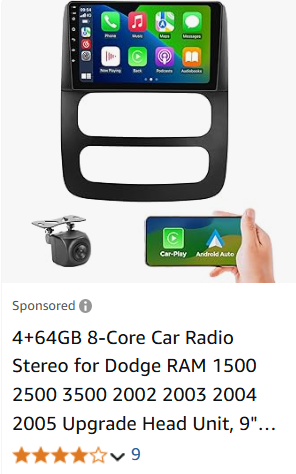 Phone
Music
Maps
Messages
Now Playing
Back
Podcasts
Audiobooks
Car-Play
Android Auto
Sponsored
4+64GB 8-Core Car Radio
Stereo for Dodge RAM 1500
2500 3500 2002 2003 2004
2005 Upgrade Head Unit, 9"...
9